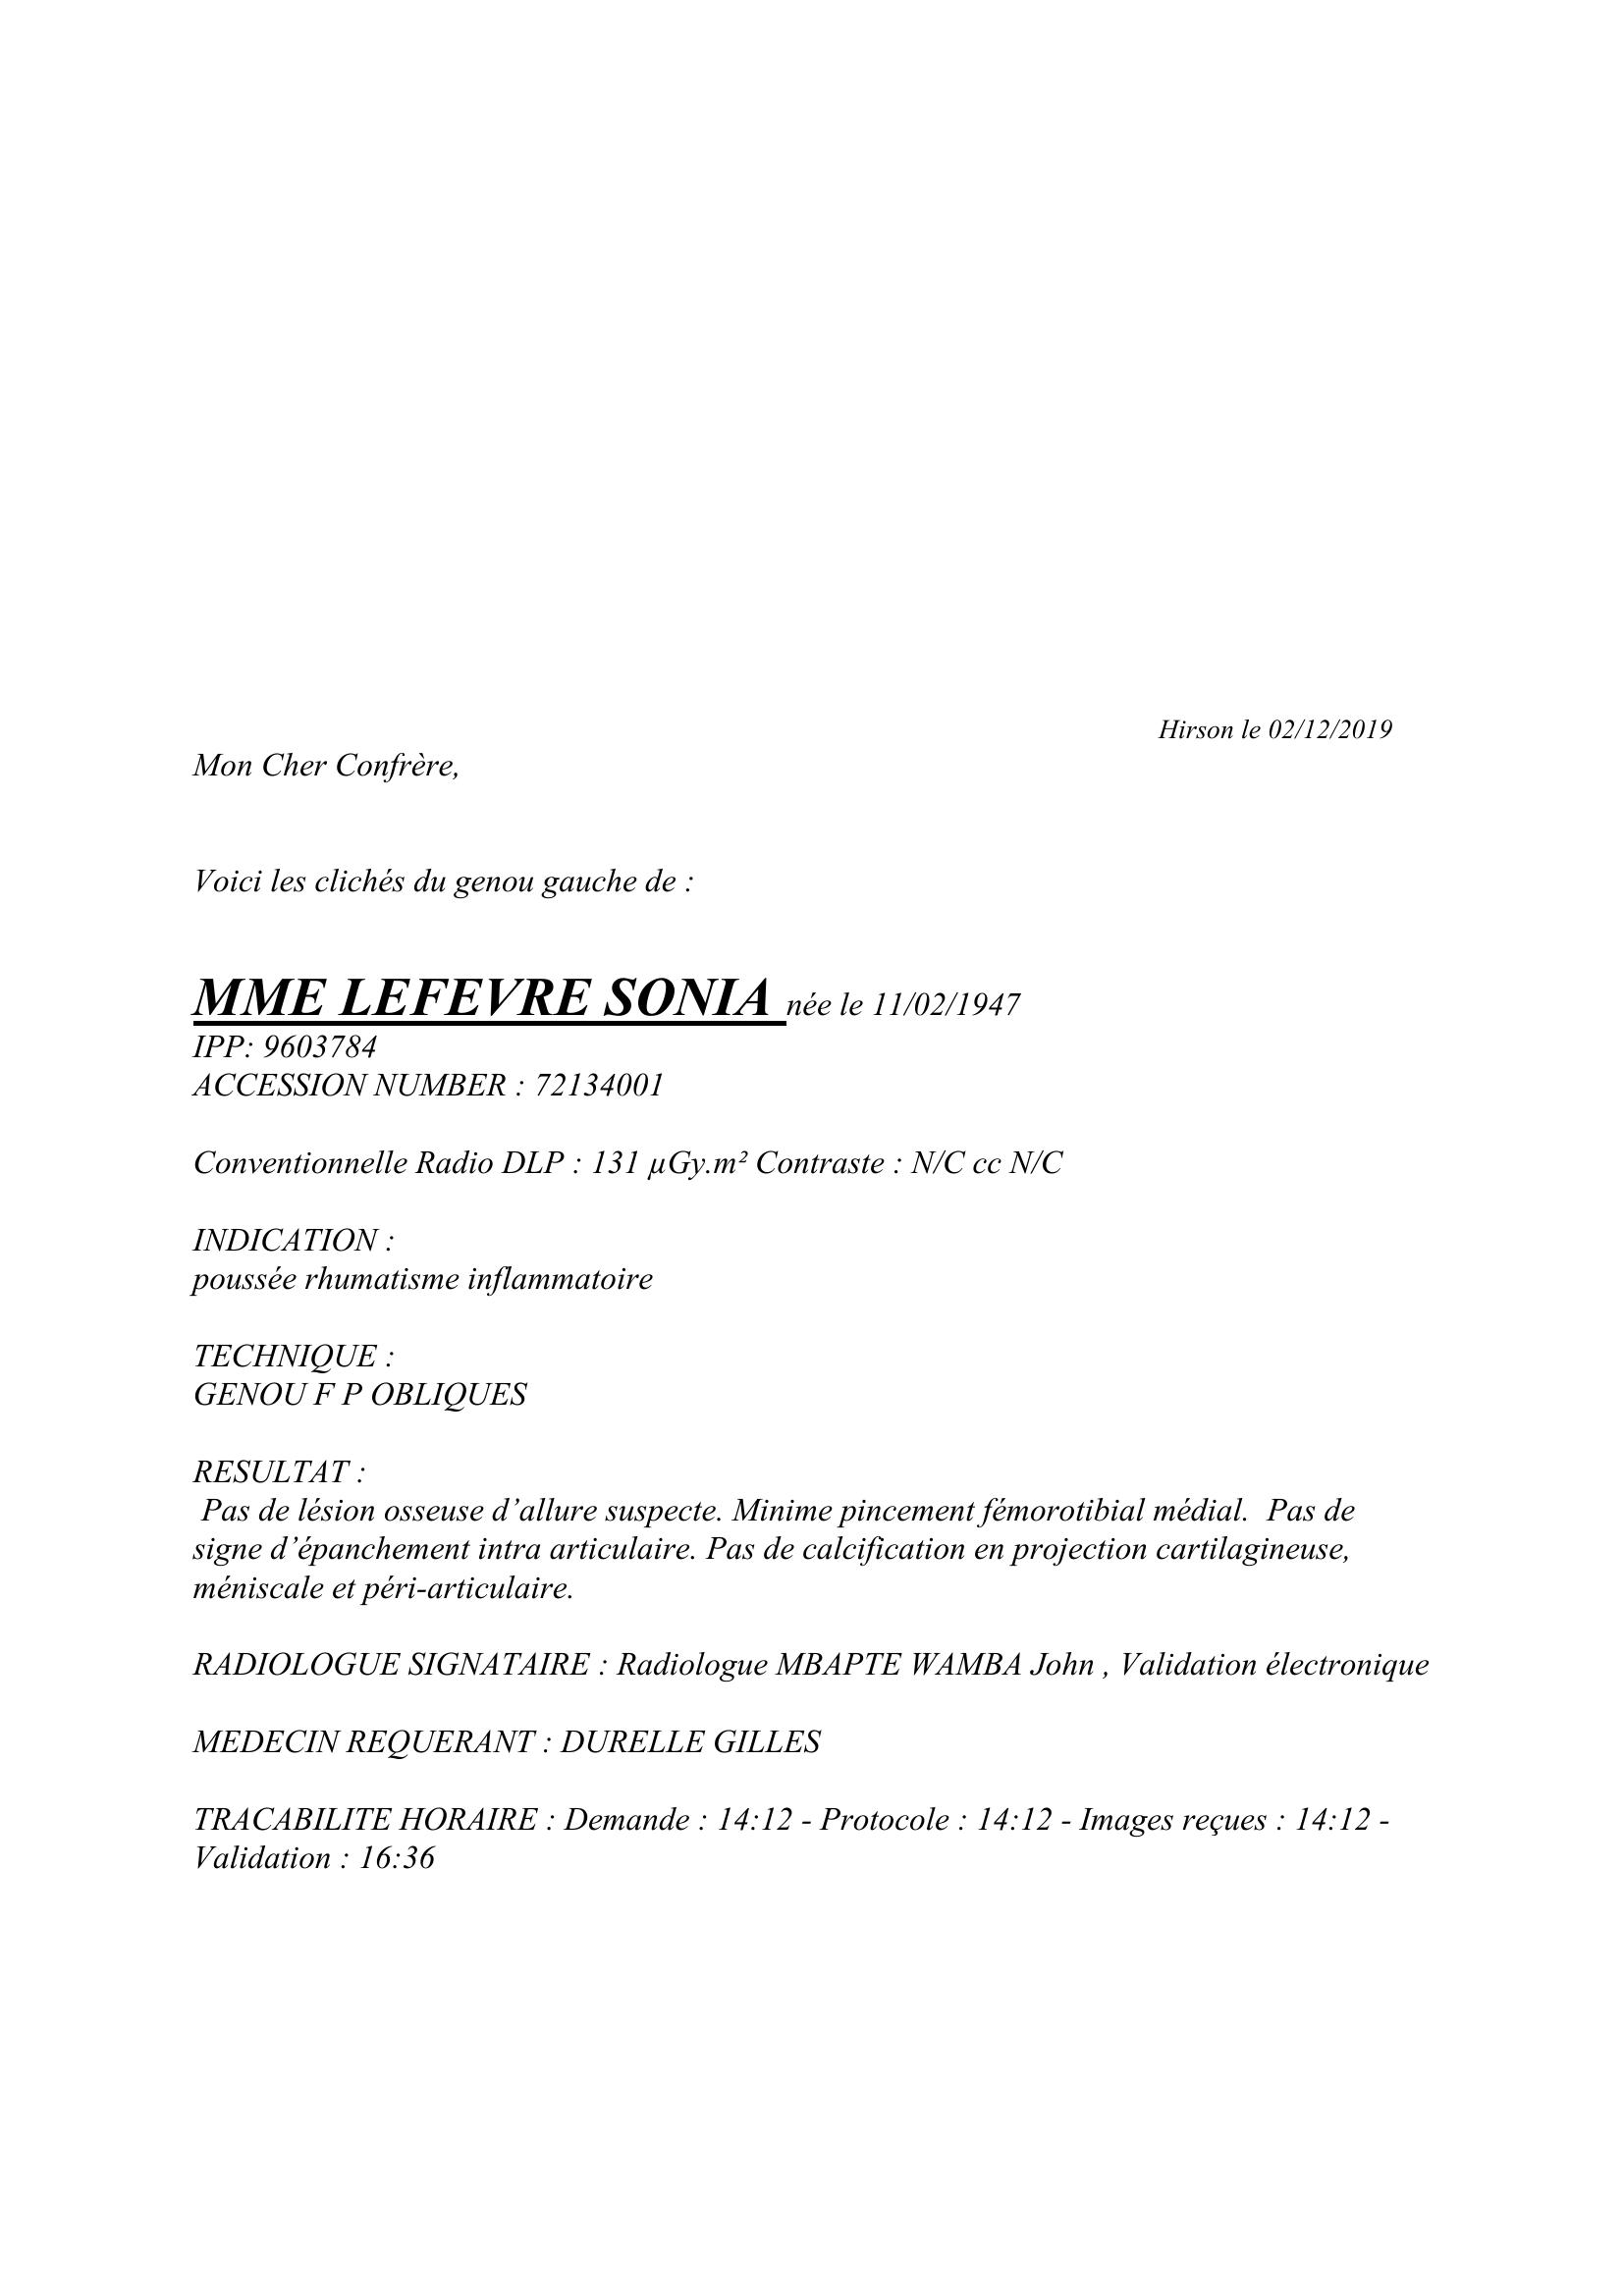 Hirson le 02/12/2019
Mon Cher Confrère,
Voici les clichés du genou gauche de :
MME LEFEVRE SONIA née le 11/02/1947
IPP: 9603784
ACCESSION NUMBER : 72134001
Conventionnelle Radio DLP : 131 µGy.m² Contraste : N/C cc N/C
INDICATION :
poussée rhumatisme inflammatoire
TECHNIQUE :
GENOU F P OBLIQUES
RESULTAT :
Pas de lésion osseuse d’allure suspecte. Minime pincement fémorotibial médial.  Pas de
signe d’épanchement intra articulaire. Pas de calcification en projection cartilagineuse,
méniscale et péri-articulaire.
RADIOLOGUE SIGNATAIRE : Radiologue MBAPTE WAMBA John , Validation électronique
MEDECIN REQUERANT : DURELLE GILLES
TRACABILITE HORAIRE : Demande : 14:12 - Protocole : 14:12 - Images reçues : 14:12 -
Validation : 16:36